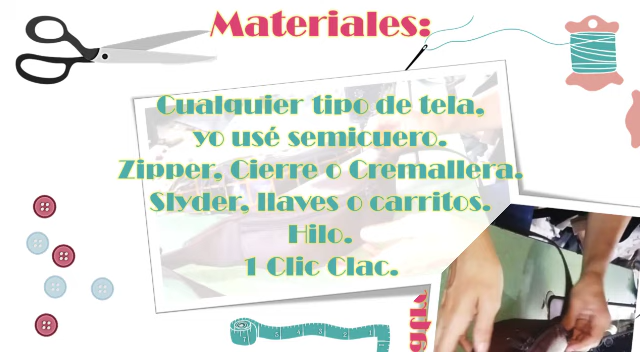 Materiales:
Cualquier tipo de tela,
yo usé semicuero.
Zipper, Cierre o Cremallera.
Slyder, llaves o carritos.
Hilo.
1 Clic Clac.